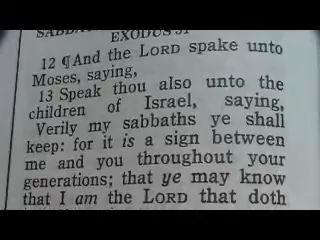 EXODUS 31
12 ¶ And the LORD spake unto
Moses, saying,
13 Speak thou also unto the
children of Israel, saying,
Verily my sabbaths ye shall
keep: for it is a sign between
me and you throughout your
generations; that ye may know
that I am the LORD that doth